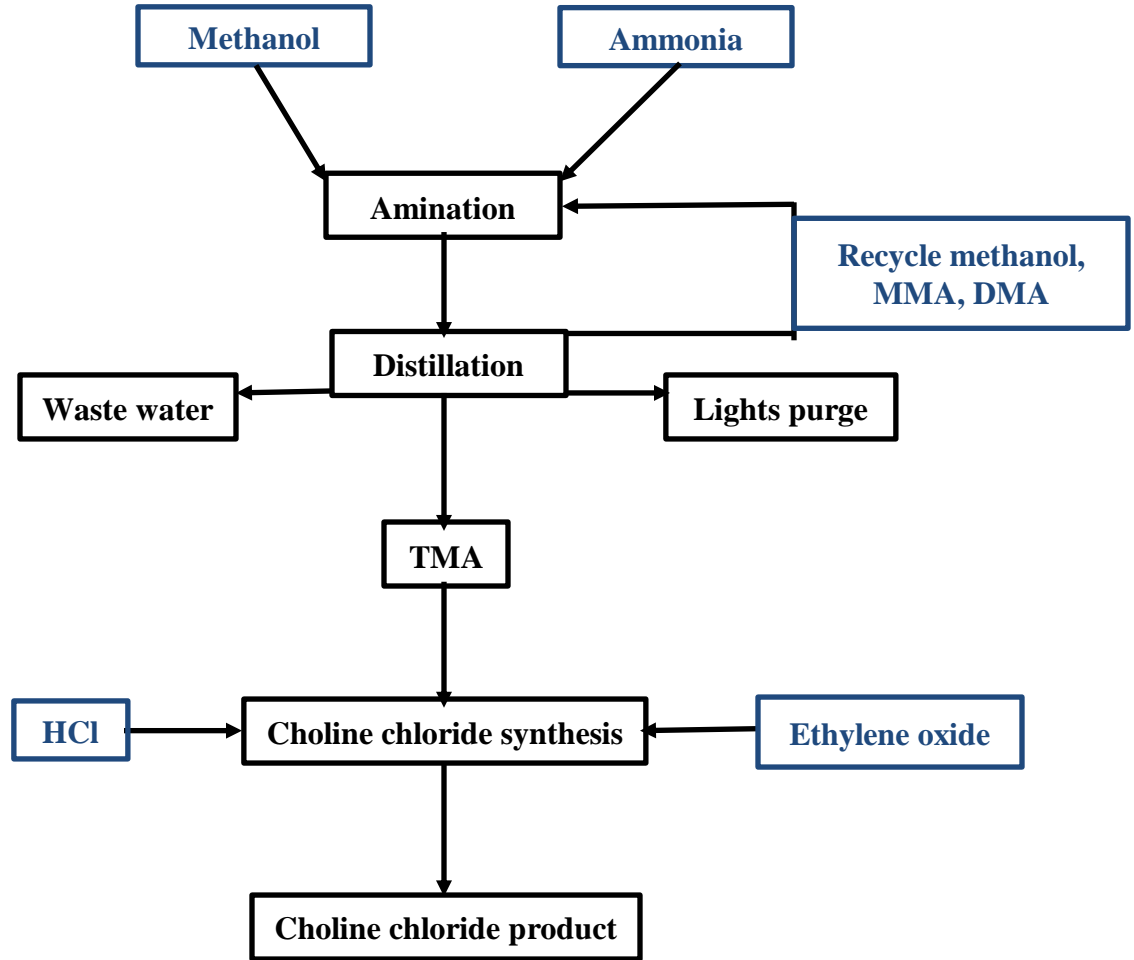 Methanol
Ammonia
Amination
Recycle methanol,
MMA, DMA
Distillation
Waste water
Lights purge
TMA
HCl
Choline chloride synthesis
Ethylene oxide
Choline chloride product